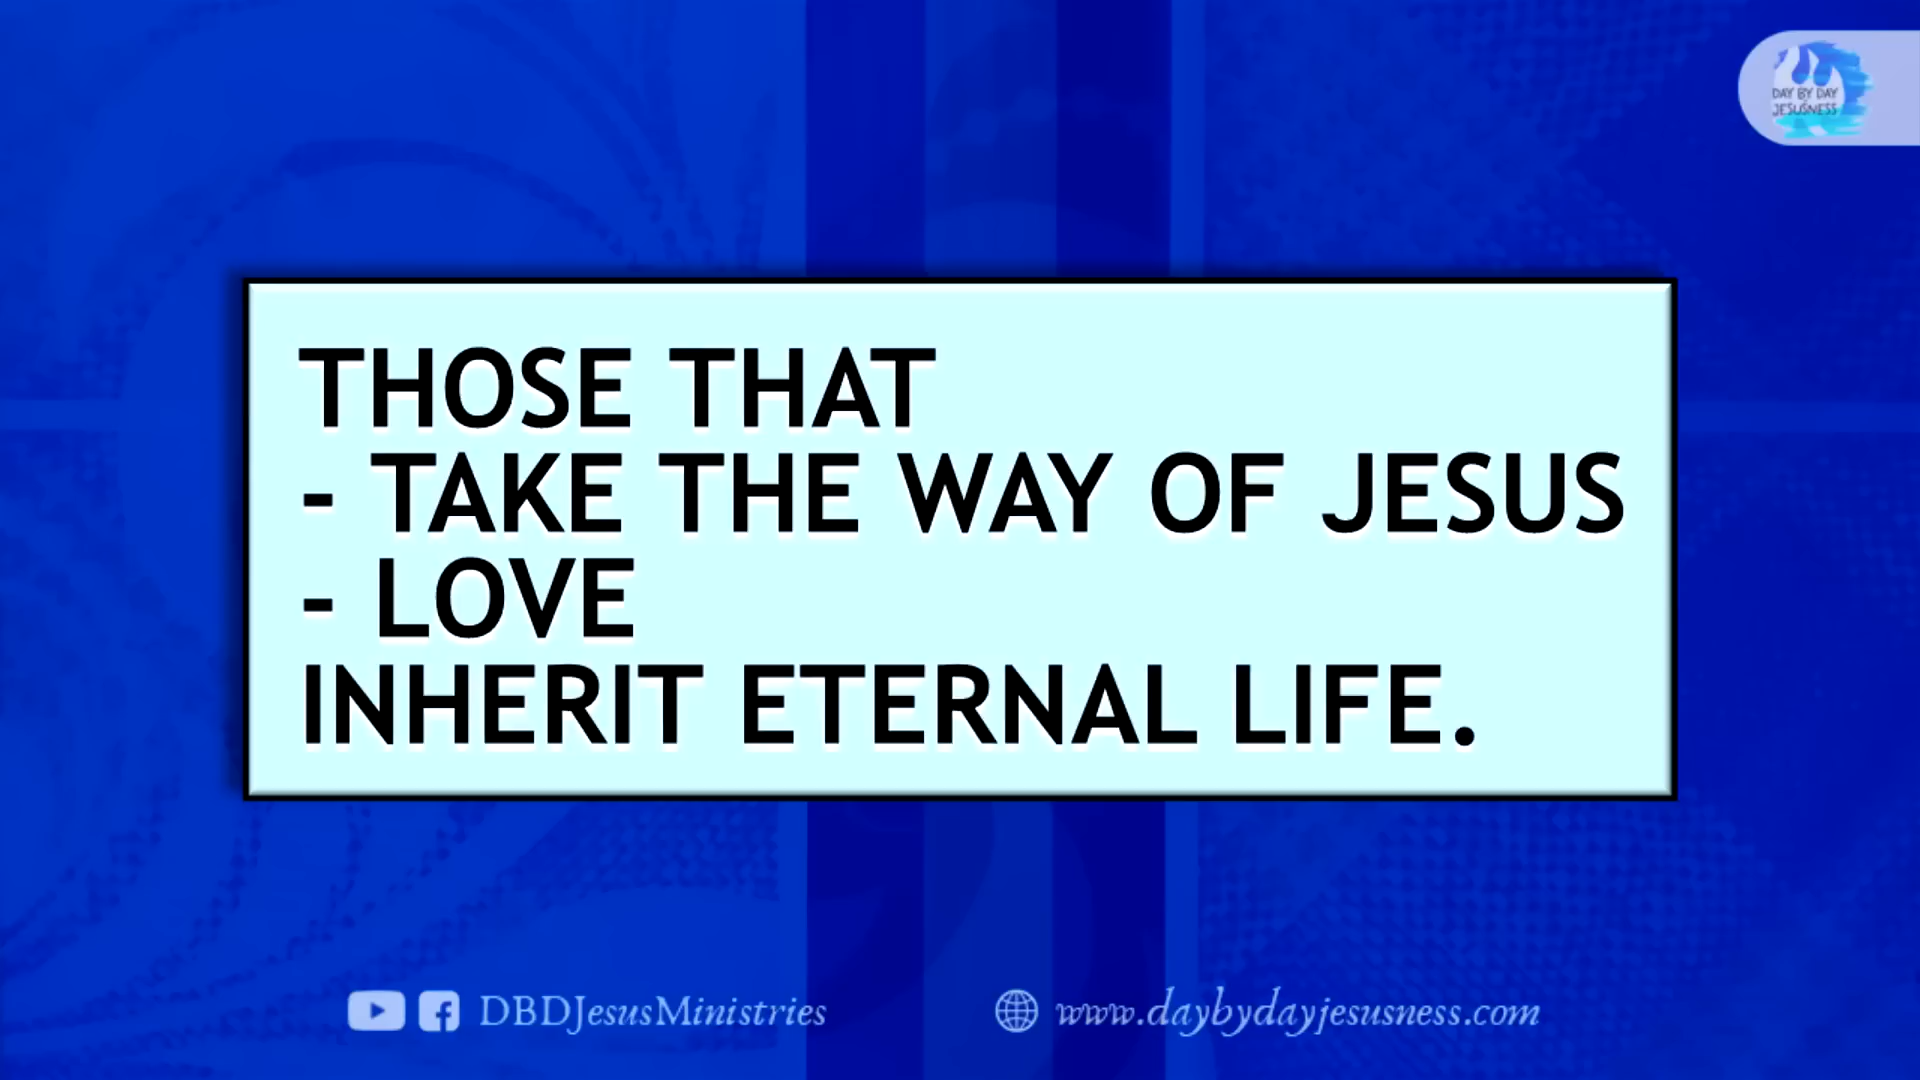 DAY BY DAY
JESUSNESS
THOSE THAT
- TAKE THE WAY OF JESUS
- LOVE
INHERIT ETERNAL LIFE.
DBDJesusMinistries
www.daybydayjesusness.com